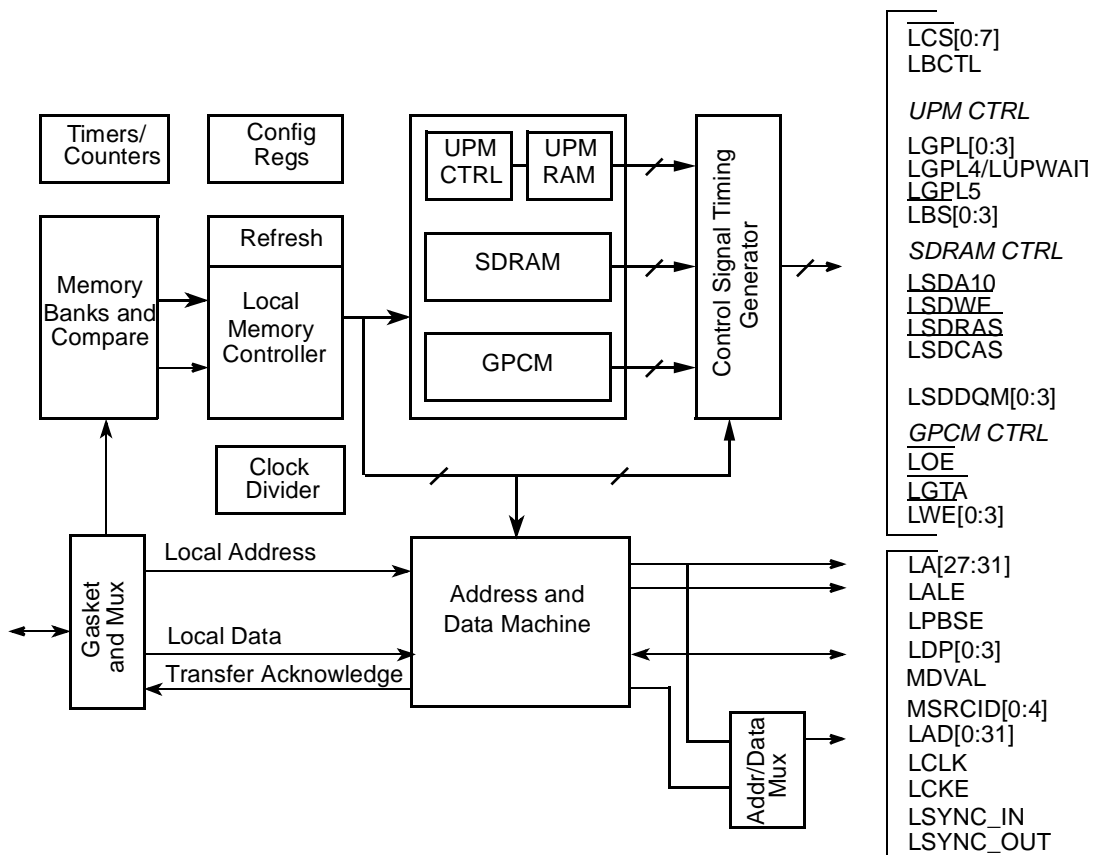 Timers/
Counters
Config
Regs
UPM
CTRL
UPM
RAM
Memory
Banks and
Compare
Refresh
Local
Memory
Controller
SDRAM
GPCM
Control Signal Timing
Generator
Clock
Divider
Gasket
and Mux
Local Address
Local Data
Transfer Acknowledge
Address and
Data Machine
Addr/Data
Mux
LCS[0:7]
LBCTL
UPM CTRL
LGPL[0:3]
LGPL4/LUPWAIT
LGPL5
LBS[0:3]
SDRAM CTRL
LSDA10
LSDWE
LSDRAS
LSDCAS
LSDDQM[0:3]
GPCM CTRL
LOE
LGTA
LWE[0:3]
LA[27:31]
LALE
LPBSE
LDP[0:3]
MDVAL
MSRCID[0:4]
LAD[0:31]
LCLK
LCKE
LSYNC_IN
LSYNC_OUT